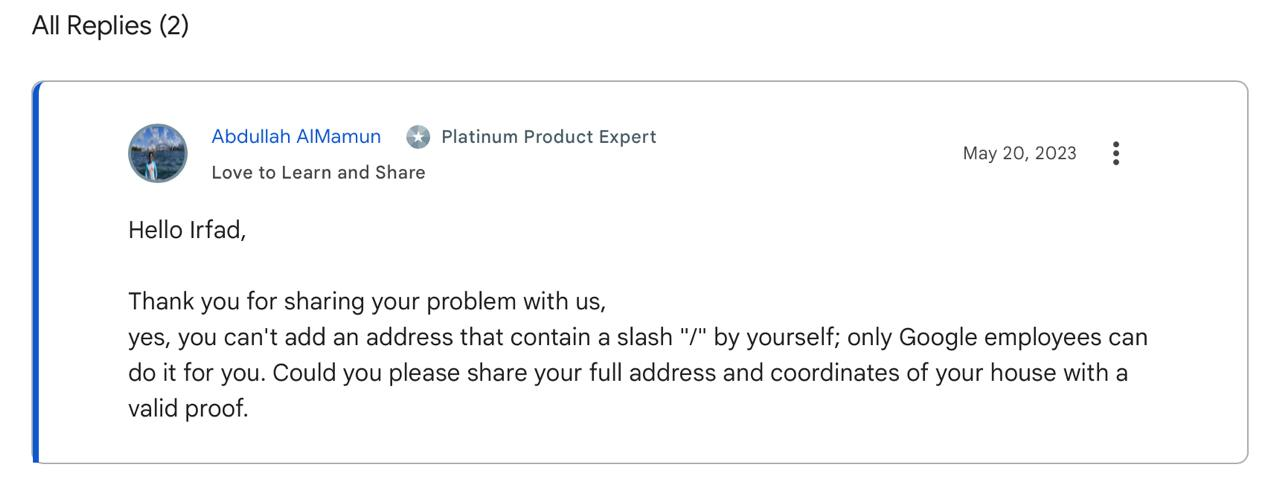 All Replies (2)
Abdullah AlMamun
Platinum Product Expert
May 20, 2023
Love to Learn and Share
Hello Irfad,
Thank you for sharing your problem with us,
yes, you can't add an address that contain a slash "/" by yourself; only Google employees can
do it for you. Could you please share your full address and coordinates of your house with a
valid proof.